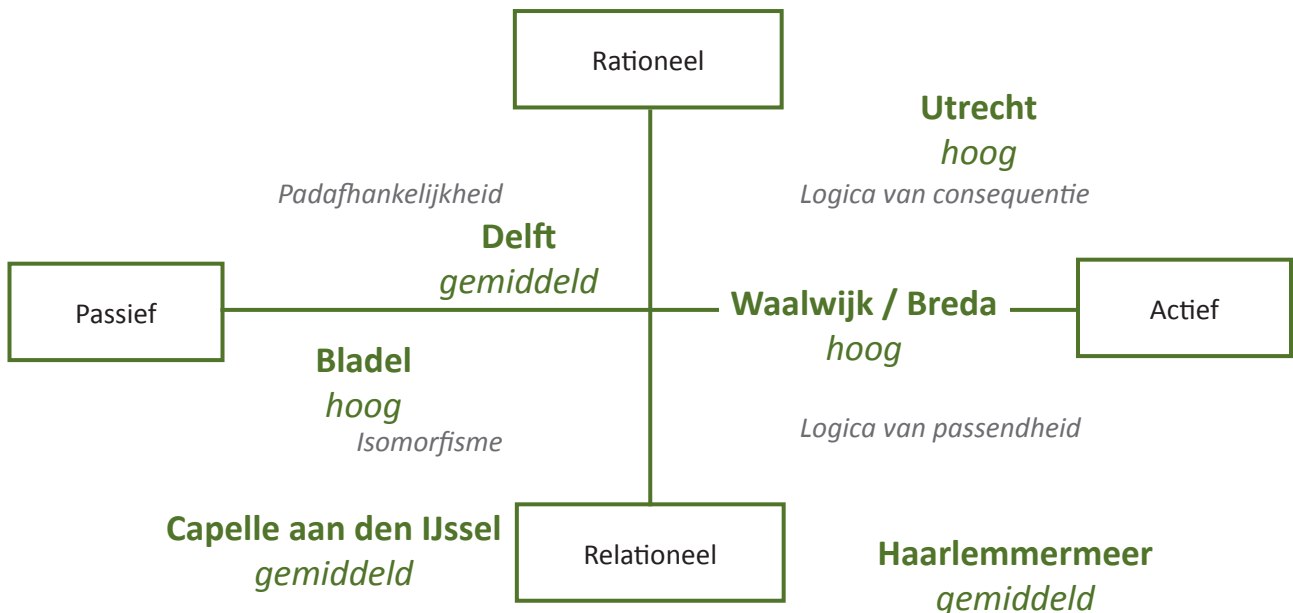 Rationeel
Utrecht
hoog
Padafhankelijkheid
Logica van consequentie
Delft
gemiddeld
Passief
Waalwijk / Breda
hoog
Actief
Bladel
hoog
Isomorfisme
Logica van passendheid
Capelle aan den IJssel
gemiddeld
Relationeel
Haarlemmermeer
gemiddeld